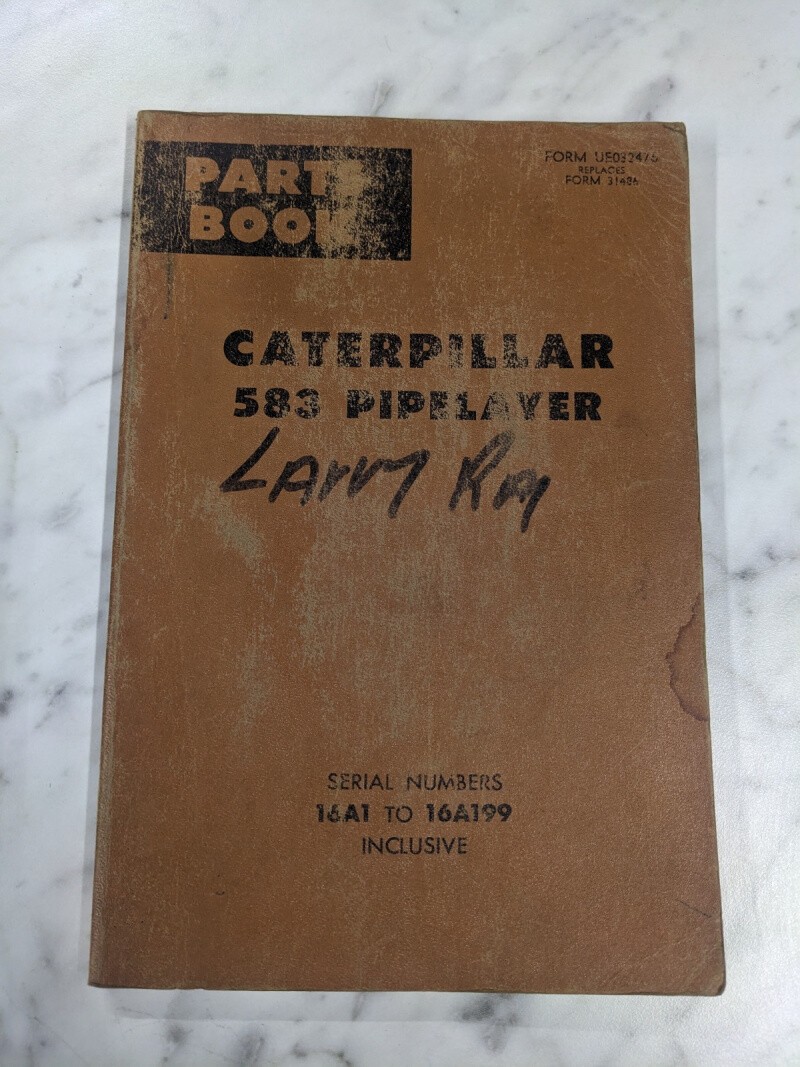 PARTS
BOOK
FORM UE032476
REPLACES
FORM 31486
CATERPILLAR
583 PIPELAYER
LARRY RAY
SERIAL NUMBERS
16A1 TO 16A199
INCLUSIVE